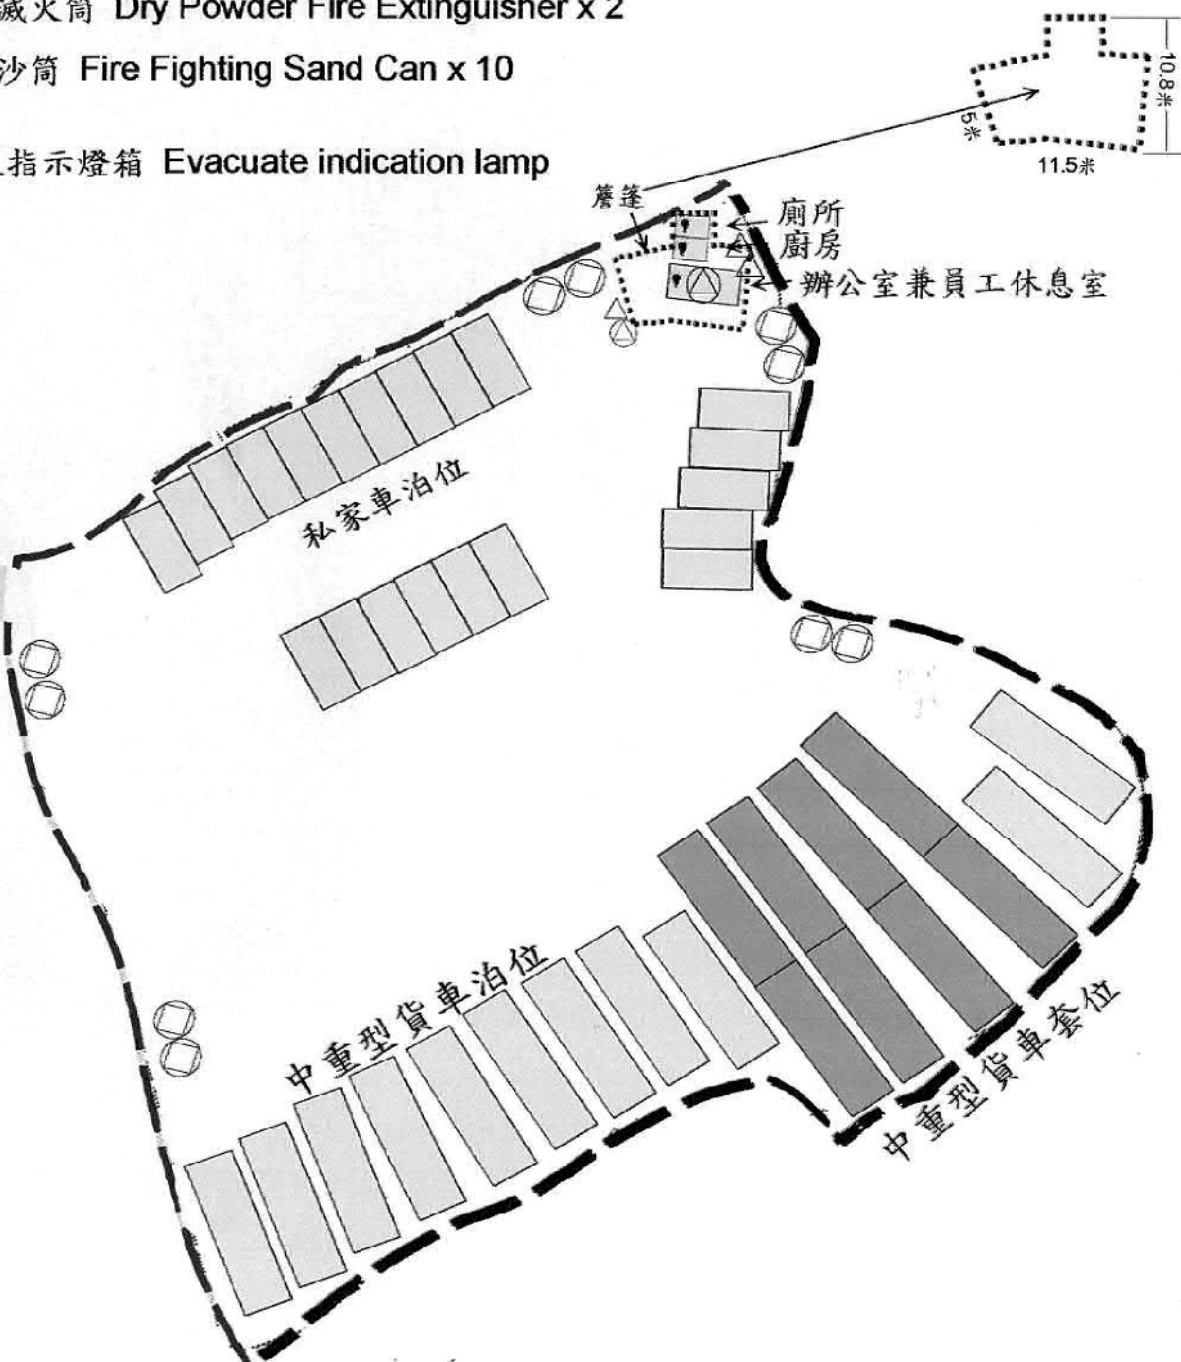 滅火筒 Dry Powder Fire Extinguisher x 2
沙筒 Fire Fighting Sand Can x 10
指示燈箱 Evacuate indication lamp
10.8米
5米
11.5米
簷篷
廁所
廚房
辦公室兼員工休息室
私家車泊位
中重型貨車泊位
中重型貨車套位